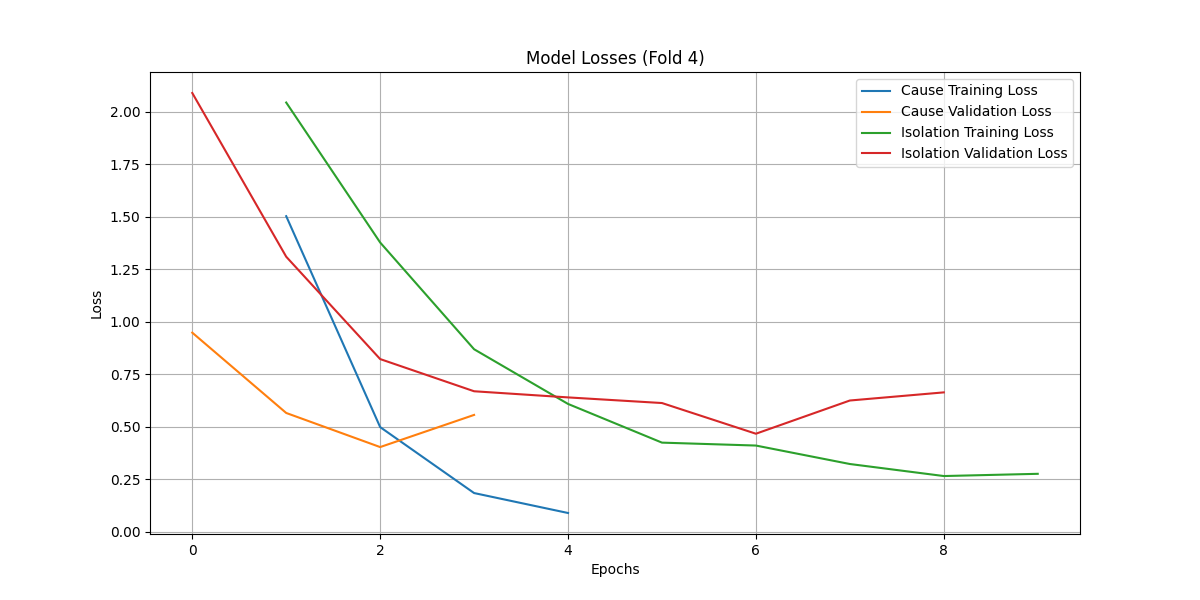 Model Losses (Fold 4)
Cause Training Loss
Cause Validation Loss
Isolation Training Loss
Isolation Validation Loss
2.00
1.75
1.50
1.25
1.00
0.75
0.50
0.25
0.00
Loss
0 2 4 6 8
Epochs